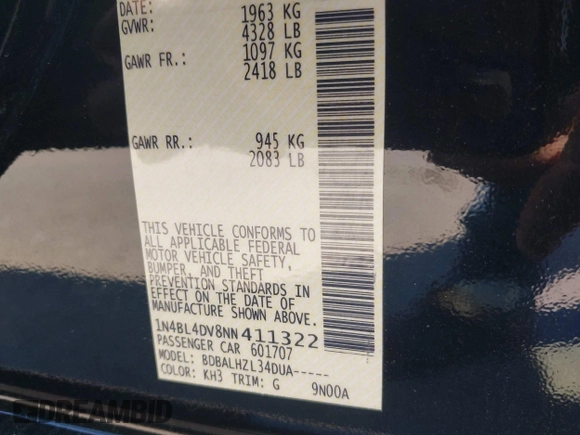 DATE: 1963 KG
GVWR: 4328 LB
GAWR FR.: 1097 KG
2418 LB
GAWR RR.: 945 KG
2083 LB
THIS VEHICLE CONFORMS TO
ALL APPLICABLE FEDERAL
MOTOR VEHICLE SAFETY,
BUMPER, AND THEFT
PREVENTION STANDARDS IN
EFFECT ON THE DATE OF
MANUFACTURE SHOWN ABOVE.
1N4BL4DV8NN411322
PASSENGER CAR 601707
MODEL: BDBALHZL34DUA-----
COLOR: KH3 TRIM: G 9N00A
DREAMBID